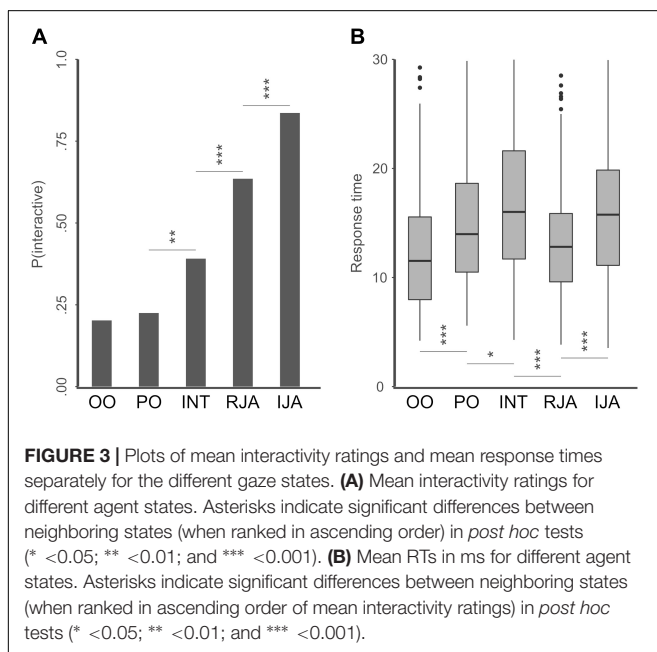 A
B
P(interactive)
1.0
.75
.50
.25
.00
**
***
***
OO PO INT RJA IJA
Response time
30
20
10
0
***
*
***
***
OO PO INT RJA IJA
FIGURE 3 | Plots of mean interactivity ratings and mean response times
separately for the different gaze states. (A) Mean interactivity ratings for
different agent states. Asterisks indicate significant differences between
neighboring states (when ranked in ascending order) in post hoc tests
(* <0.05; ** <0.01; and *** <0.001). (B) Mean RTs in ms for different agent
states. Asterisks indicate significant differences between neighboring states
(when ranked in ascending order of mean interactivity ratings) in post hoc
tests (* <0.05; ** <0.01; and *** <0.001).